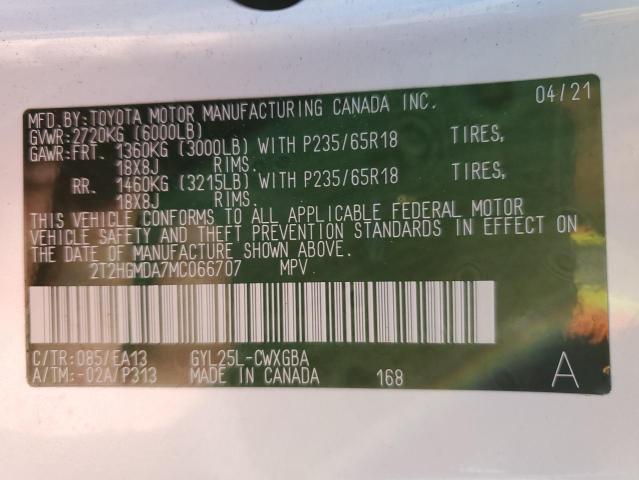 MFD.BY:TOYOTA MOTOR MANUFACTURING CANADA INC. 04/21
GVWR:2720KG (6000LB)
GAWR:FRT. 1360KG (3000LB) WITH P235/65R18 TIRES,
18X8J RIMS.
RR. 1460KG (3215LB) WITH P235/65R18 TIRES,
18X8J RIMS.
THIS VEHICLE CONFORMS TO ALL APPLICABLE FEDERAL MOTOR
VEHICLE SAFETY AND THEFT PREVENTION STANDARDS IN EFFECT ON
THE DATE OF MANUFACTURE SHOWN ABOVE.
2T2HGMDA7MC066707 MPV
C/TR:085/EA13 GYL25L-CWXGBA
A/TM:-02A/P313 MADE IN CANADA 168 A